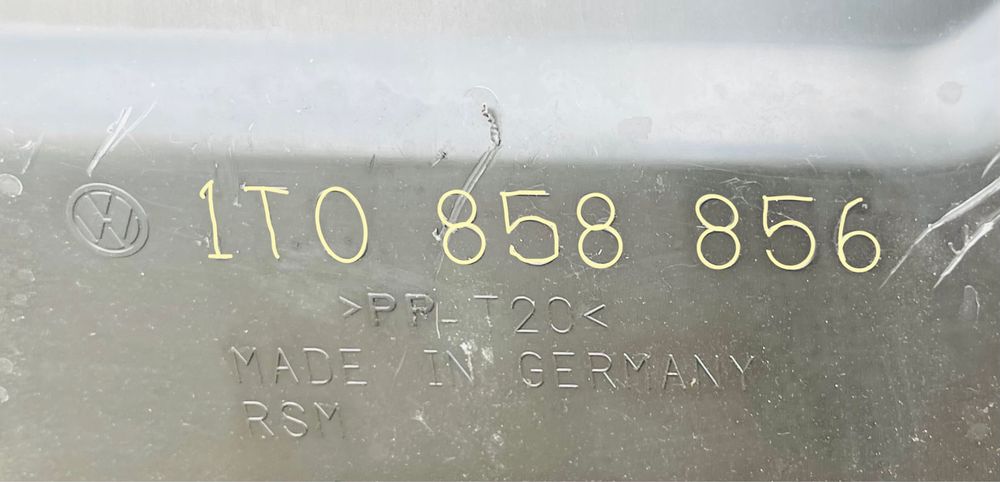 1T0 858 856
>PP-T20<
MADE IN GERMANY
RSM